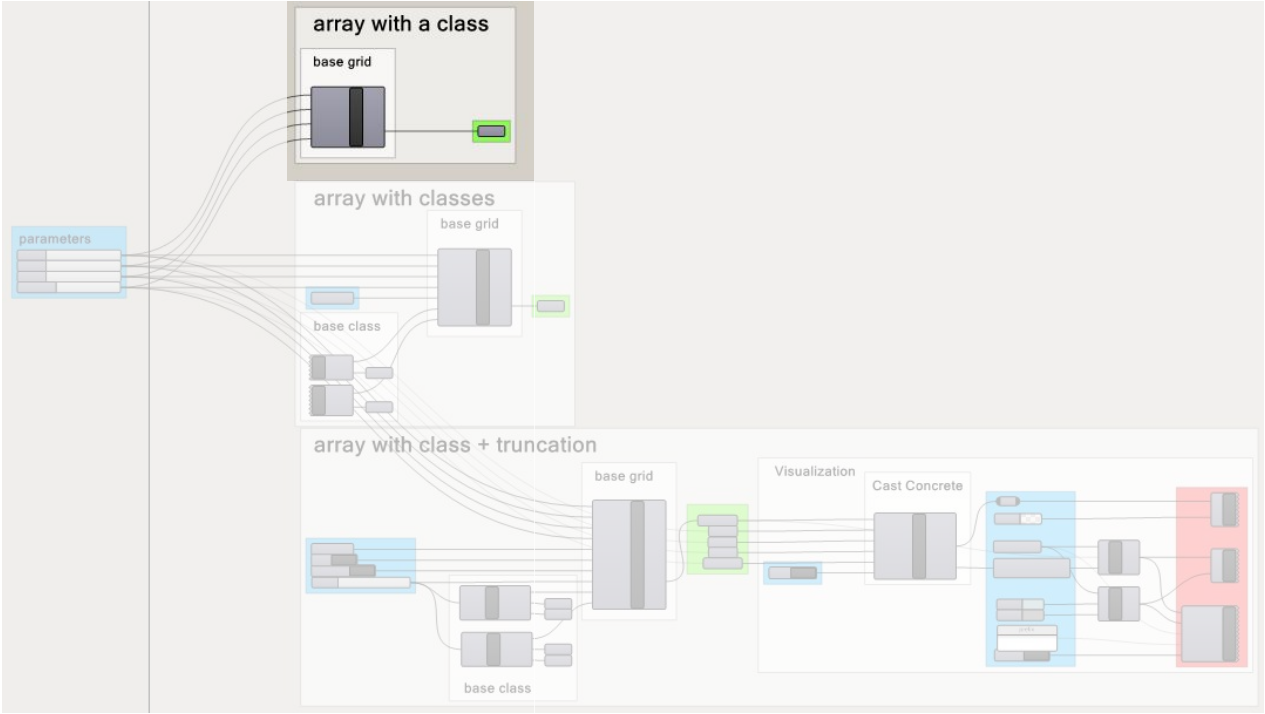 array with a class
base grid
array with classes
base grid
parameters
base class
array with class + truncation
base grid
Visualization
Cast Concrete
base class